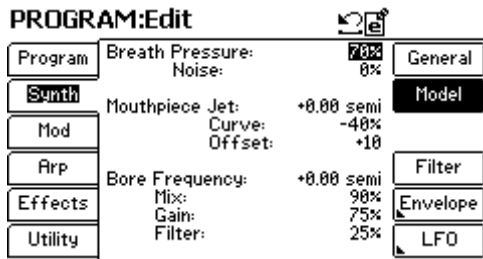 PROGRAM:Edit
Program
Synth
Mod
Arp
Effects
Utility
Breath Pressure: 70%
Noise: 0%
Mouthpiece Jet: +0.00 semi
Curve: -40%
Offset: +10
Bore Frequency: +0.00 semi
Mix: 90%
Gain: 75%
Filter: 25%
General
Model
Filter
Envelope
LFO